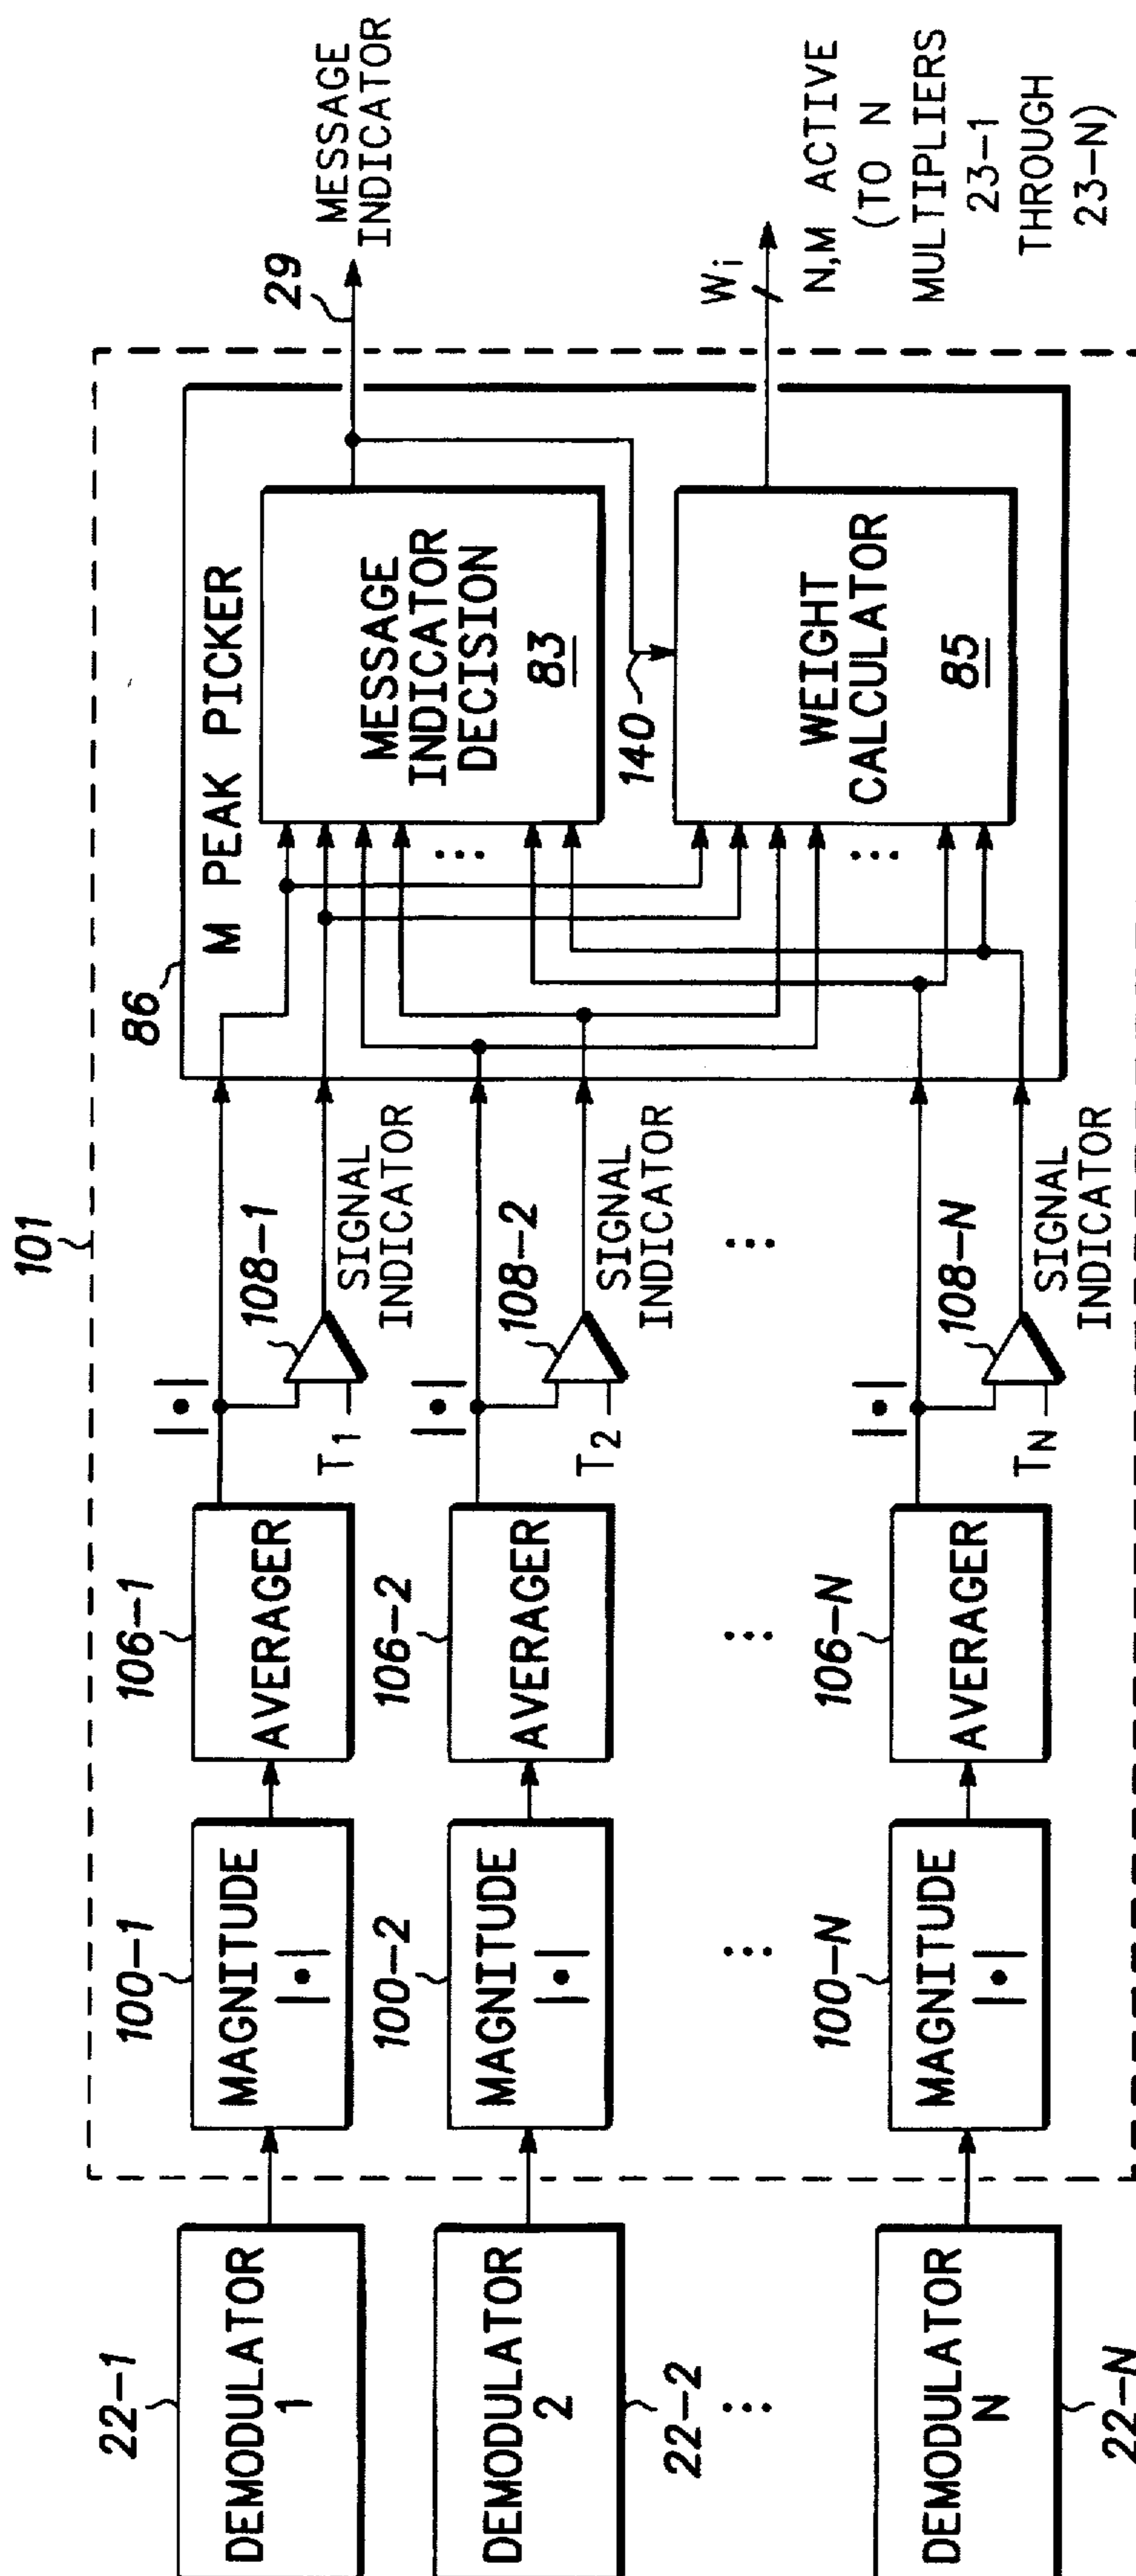 101
22-1
DEMODULATOR
1
100-1
MAGNITUDE
|•|
106-1
AVERAGER
|•|
T1
108-1
SIGNAL
INDICATOR
DEMODULATOR
2
22-2
100-2
MAGNITUDE
|•|
106-2
AVERAGER
|•|
T2
108-2
SIGNAL
INDICATOR
DEMODULATOR
N
22-N
100-N
MAGNITUDE
|•|
106-N
AVERAGER
|•|
TN
108-N
SIGNAL
INDICATOR
86
M PEAK PICKER
MESSAGE
INDICATOR
DECISION
83
140
WEIGHT
CALCULATOR
85
29
MESSAGE
INDICATOR
Wi
N,M ACTIVE
(TO N
MULTIPLIERS
23-1
THROUGH
23-N)